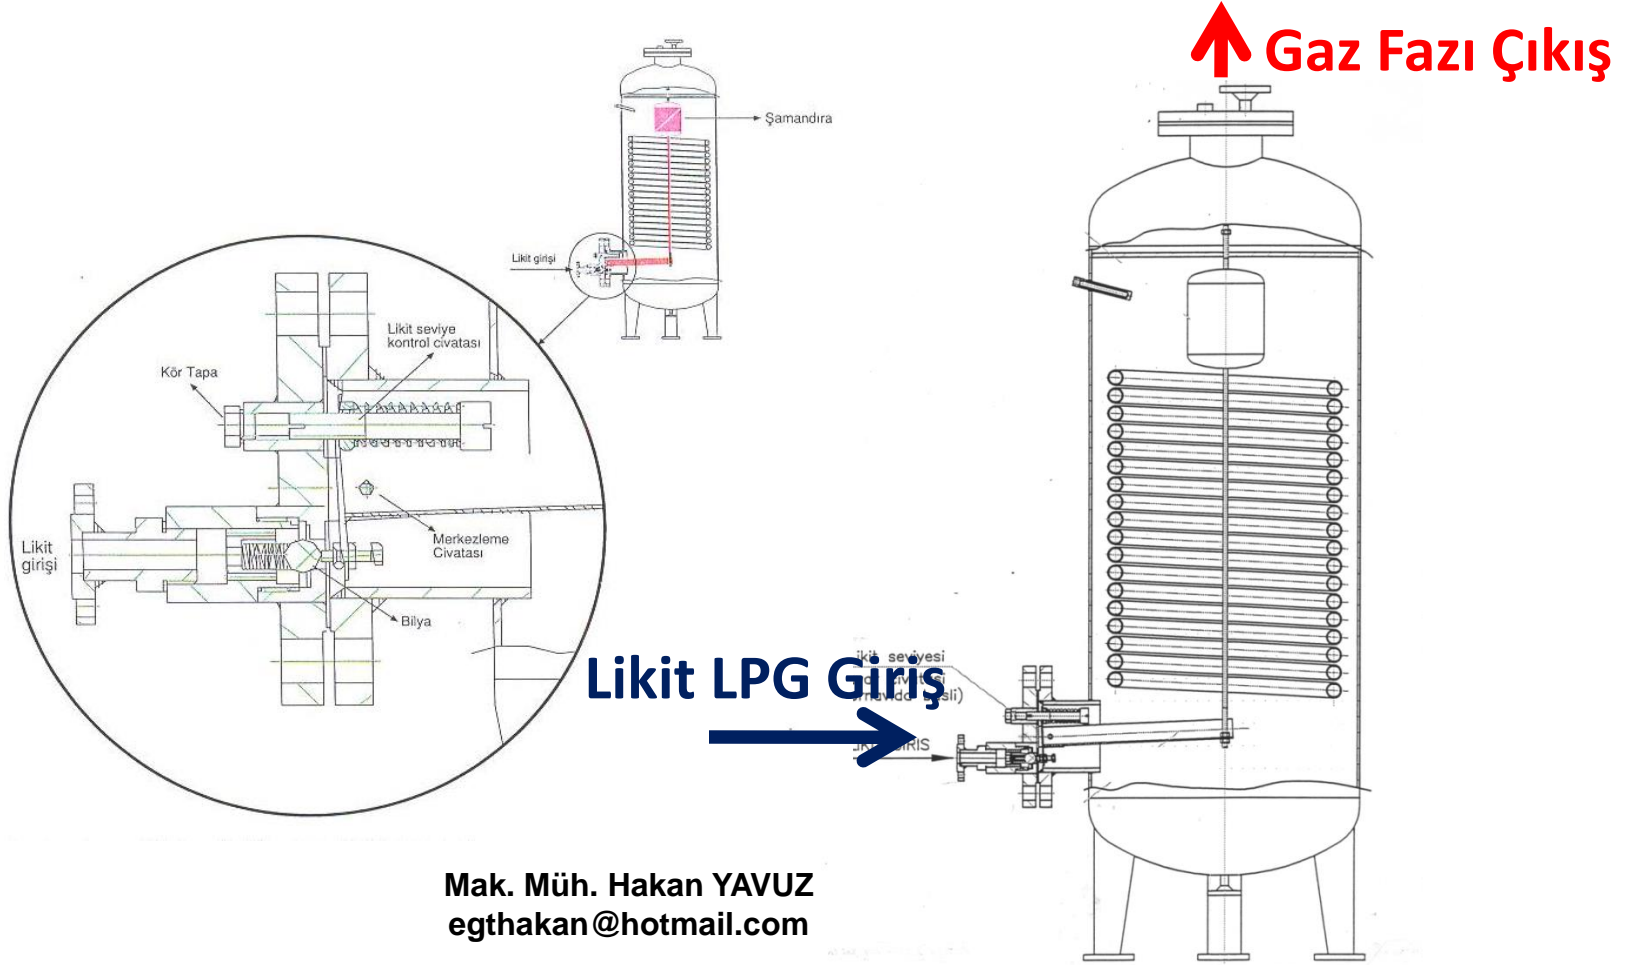 Gaz Fazı Çıkış
Şamandıra
Likit girişi
Likit seviye
kontrol civatası
Kör Tapa
Merkezleme
Civatası
Likit
girişi
Bilya
Likit LPG Giriş
seviyesi
Mak. Müh. Hakan YAVUZ
egthakan@hotmail.com